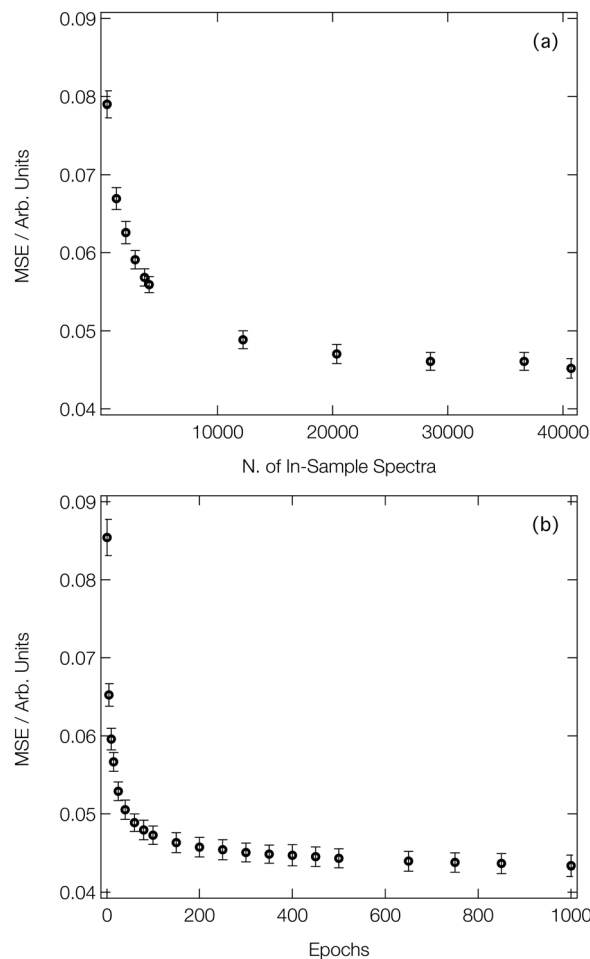 0.09
(a)
0.08
0.07
0.06
0.05
0.04
MSE / Arb. Units
10000 20000 30000 40000
N. of In-Sample Spectra
0.09
(b)
0.08
0.07
0.06
0.05
0.04
MSE / Arb. Units
0 200 400 600 800 1000
Epochs